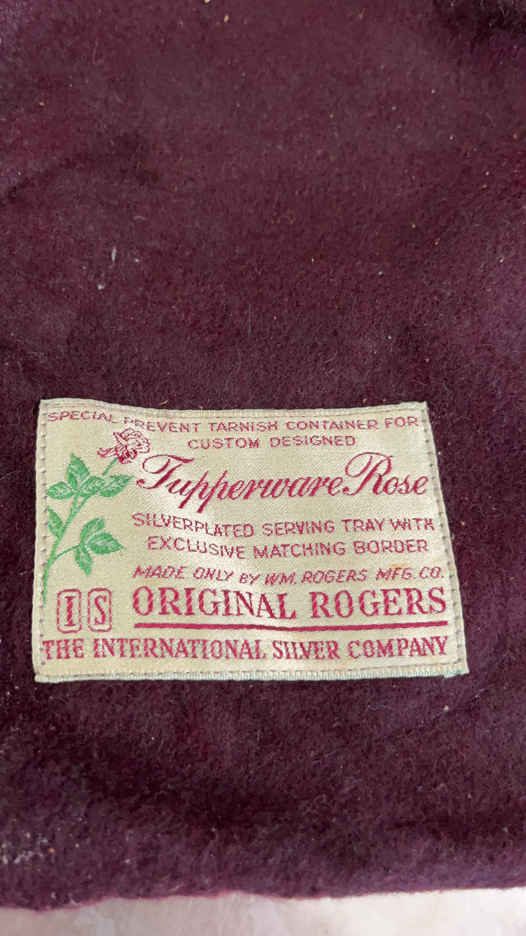 SPECIAL PREVENT TARNISH CONTAINER FOR
CUSTOM DESIGNED
Tupperware Rose
SILVERPLATED SERVING TRAY WITH
EXCLUSIVE MATCHING BORDER
MADE ONLY BY WM. ROGERS MFG. CO.
I S ORIGINAL ROGERS
THE INTERNATIONAL SILVER COMPANY